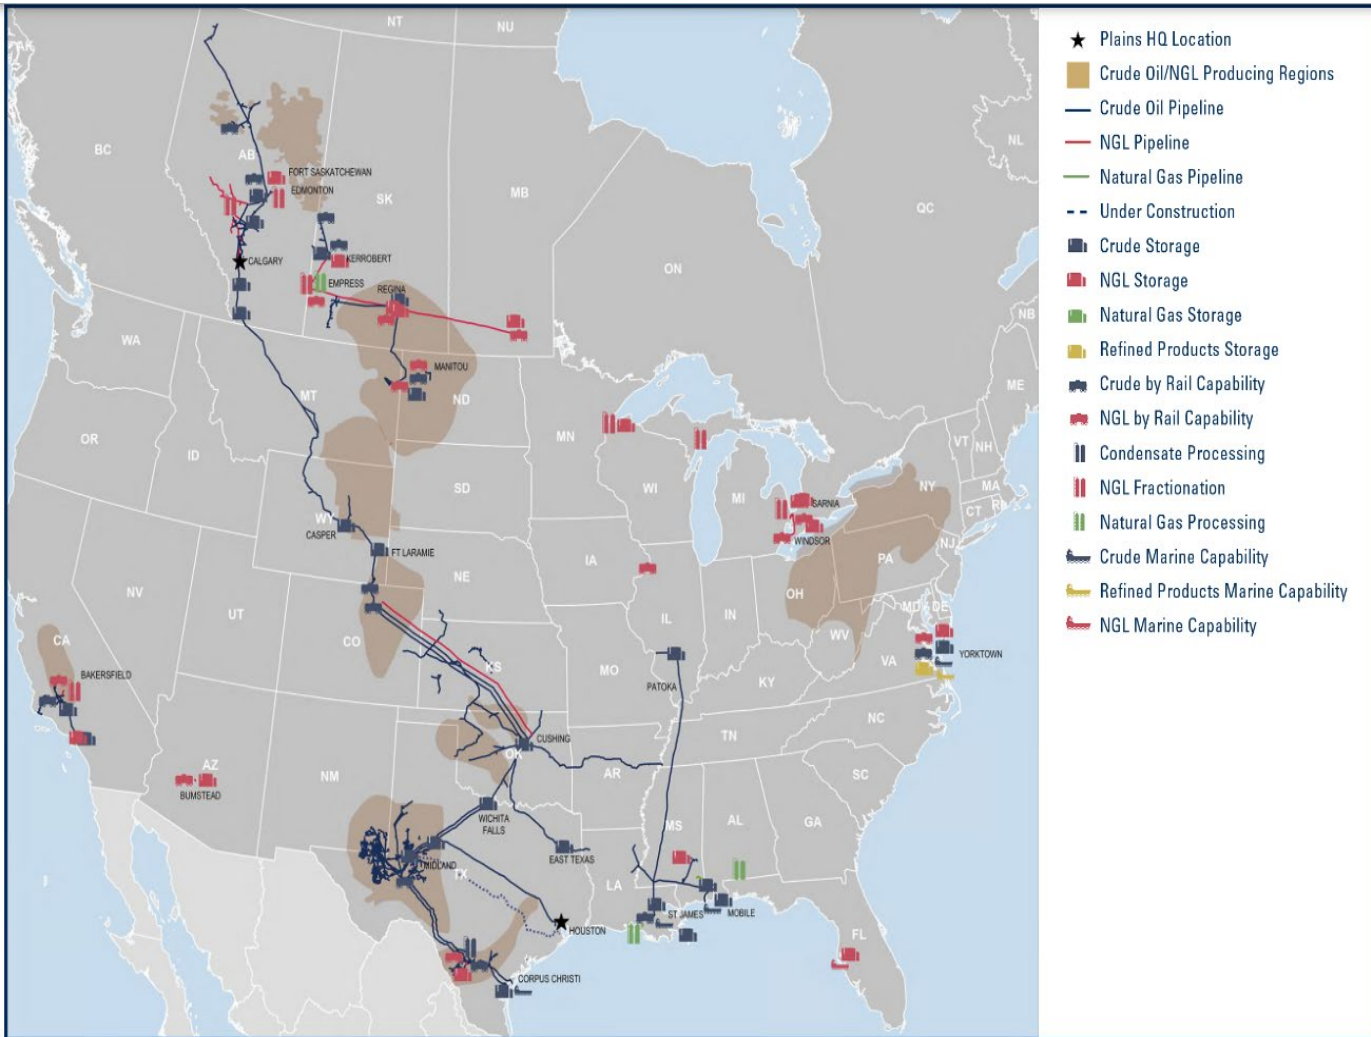 NT
NU
AK
BC
AB
SK
MB
ON
QC
NL
NB
FORT SASKATCHEWAN
EDMONTON
CALGARY
KERROBERT
EMPRESS
REGINA
WA
MT
ND
MANITOU
MN
ME
OR
ID
SD
WI
MI
VT
NH
NY
MA
CT
RI
SARNIA
WINDSOR
WY
CASPER
FT LARAMIE
NE
IA
PA
NJ
NV
UT
CO
IL
IN
OH
MD
DE
CA
KS
MO
KY
WV
VA
YORKTOWN
PATOKA
BAKERSFIELD
AZ
BUMSTEAD
NM
CUSHING
OK
AR
TN
NC
SC
WICHITA
FALLS
MS
AL
GA
EAST TEXAS
MIDLAND
TX
LA
ST JAMES
MOBILE
HOUSTON
FL
CORPUS CHRISTI
Plains HQ Location
Crude Oil/NGL Producing Regions
Crude Oil Pipeline
NGL Pipeline
Natural Gas Pipeline
Under Construction
Crude Storage
NGL Storage
Natural Gas Storage
Refined Products Storage
Crude by Rail Capability
NGL by Rail Capability
Condensate Processing
NGL Fractionation
Natural Gas Processing
Crude Marine Capability
Refined Products Marine Capability
NGL Marine Capability